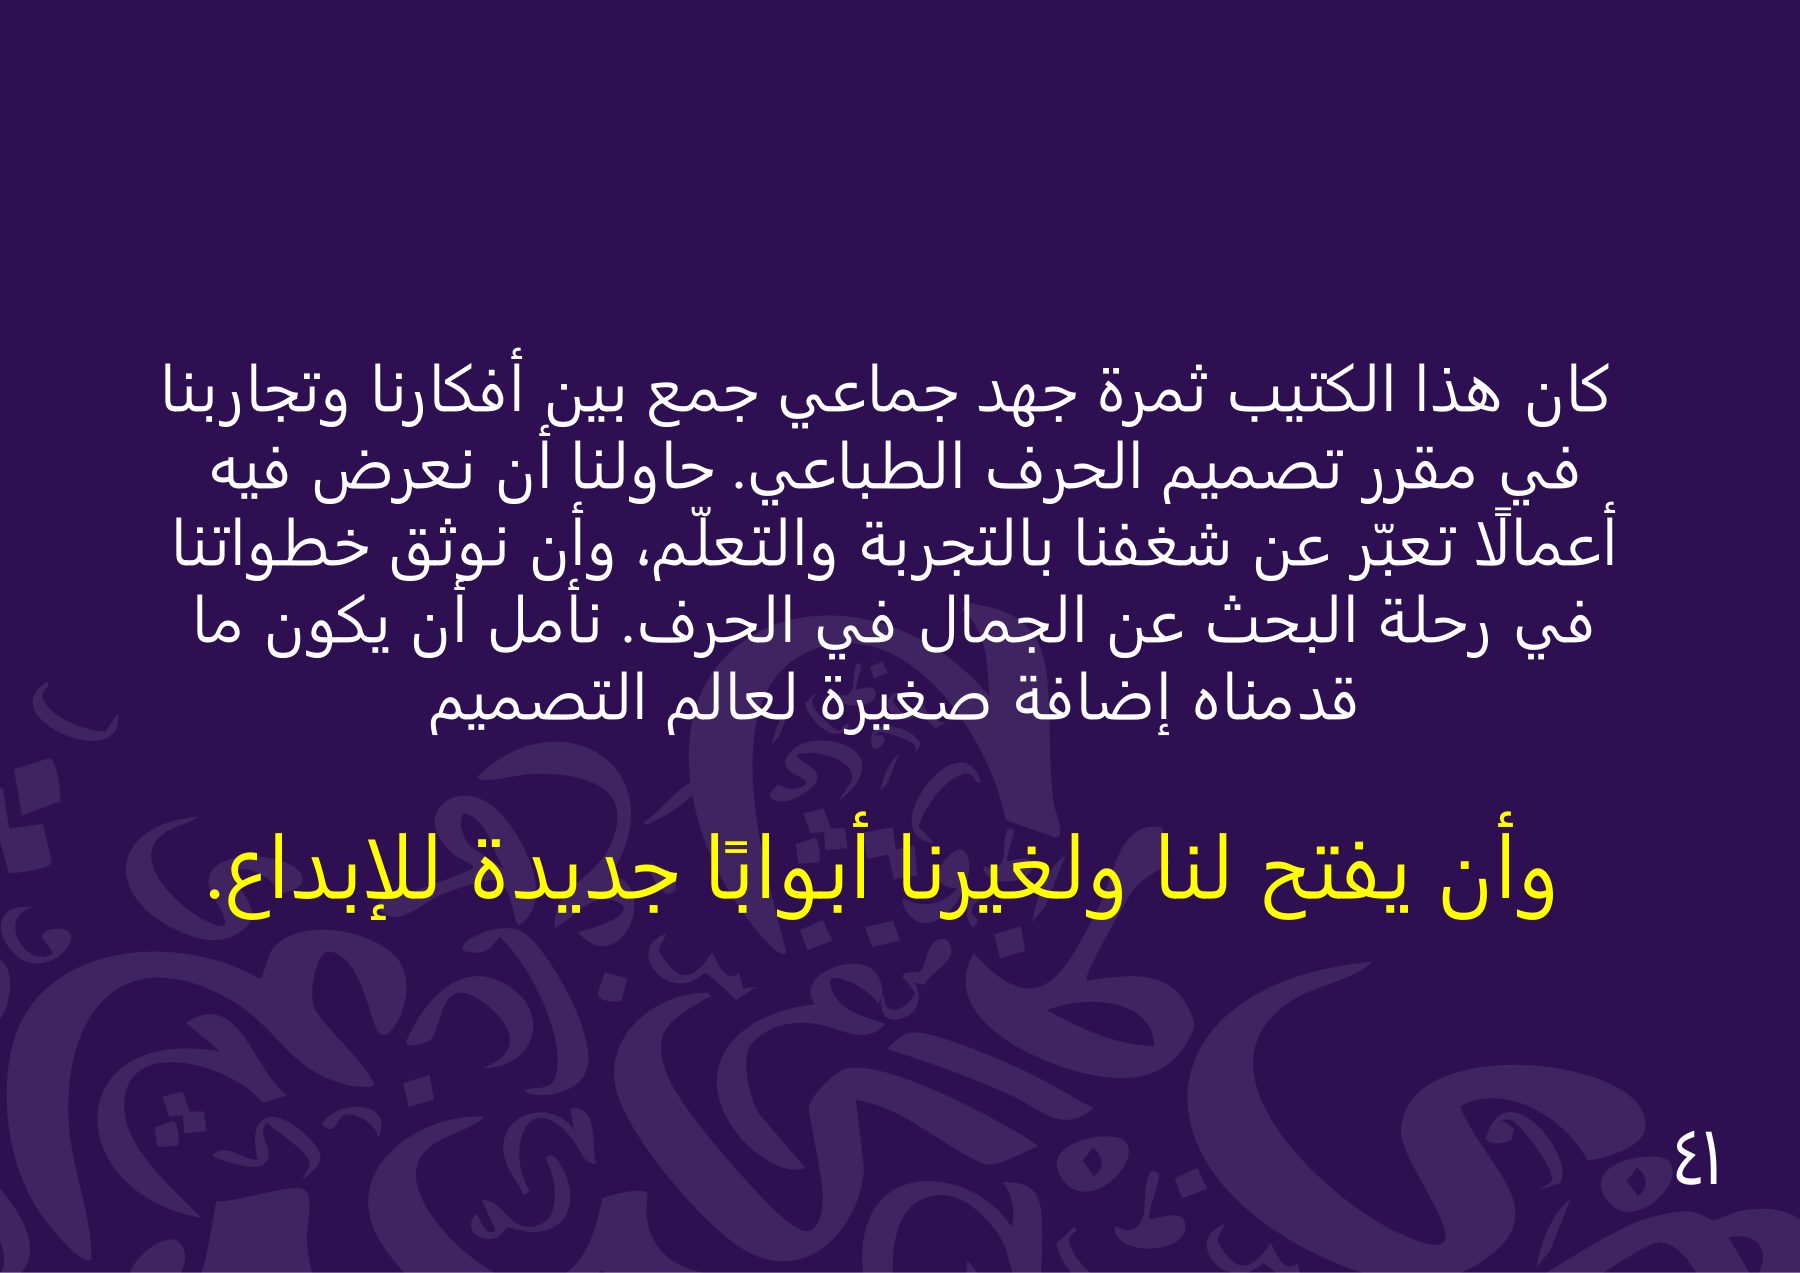 كان هذا الكتيب ثمرة جهد جماعي جمع بين أفكارنا وتجاربنا
في مقرر تصميم الحرف الطباعي. حاولنا أن نعرض فيه
أعمالًا تعبّر عن شغفنا بالتجربة والتعلّم، وأن نوثق خطواتنا
في رحلة البحث عن الجمال في الحرف. نأمل أن يكون ما
قدمناه إضافة صغيرة لعالم التصميم
وأن يفتح لنا ولغيرنا أبوابًا جديدة للإبداع.
٤١